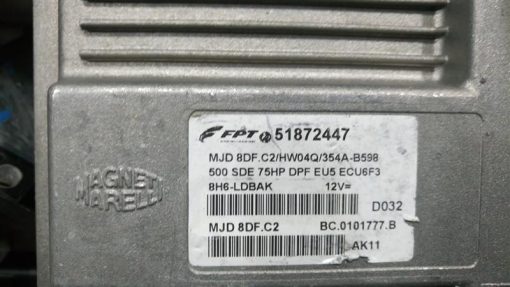 MAGNETI
MARELLI
FPT 51872447
MJD 8DF.C2/HW04Q/354A-B598
500 SDE 75HP DPF EU5 ECU6F3
8H6-LDBAK 12V=
D032
MJD 8DF.C2 BC.0101777.B
AK11